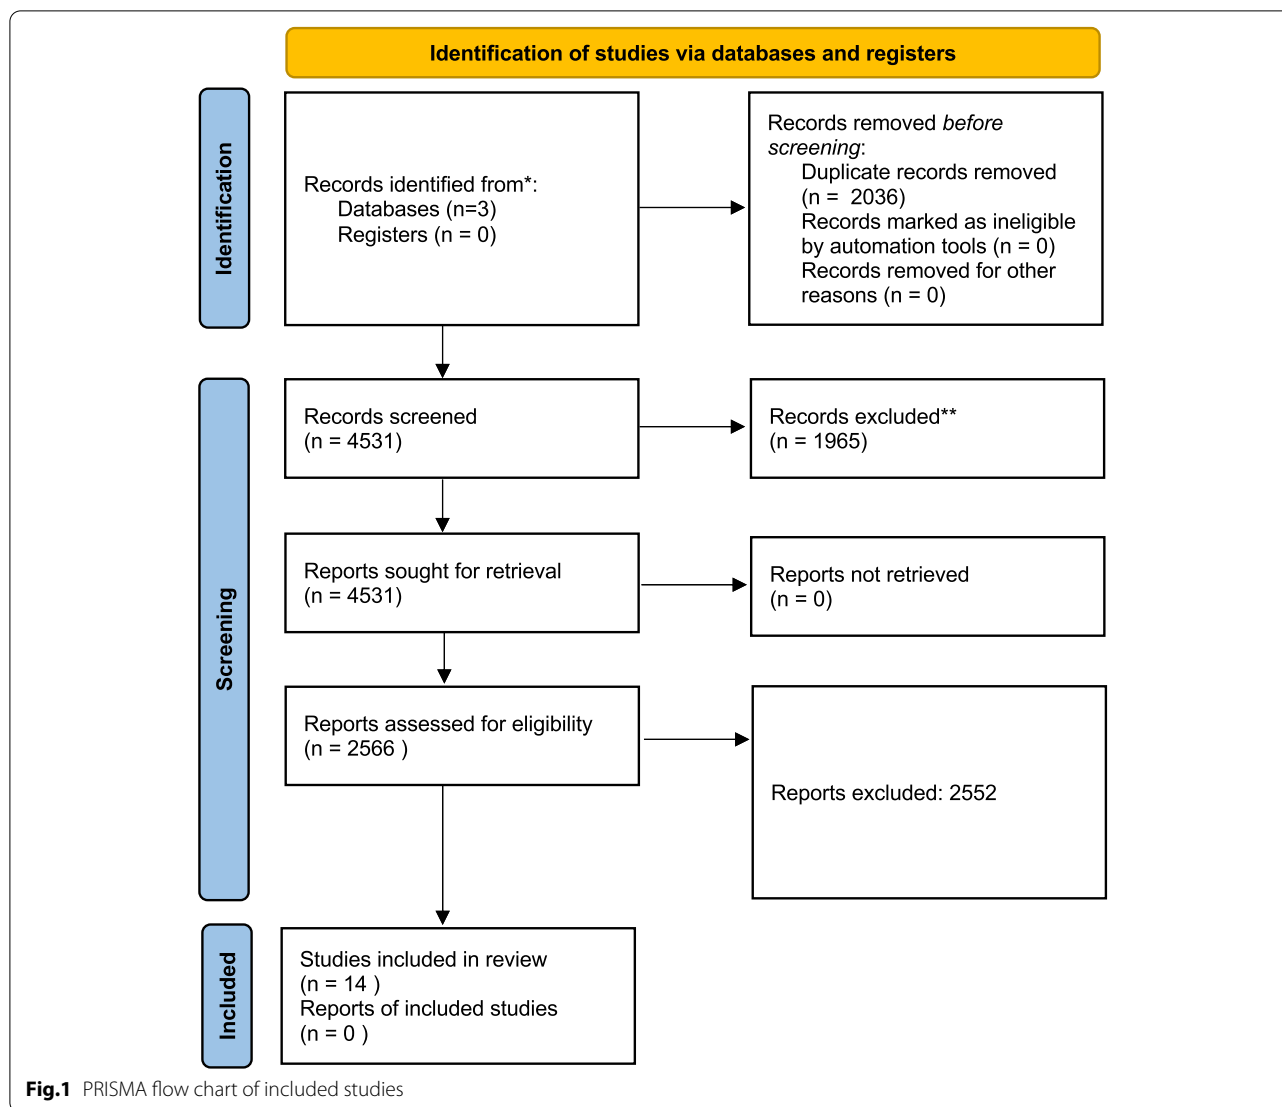 Identification of studies via databases and registers
Identification
Records identified from*:
Databases (n=3)
Registers (n = 0)
Records removed before
screening:
Duplicate records removed
(n =  2036)
Records marked as ineligible
by automation tools (n = 0)
Records removed for other
reasons (n = 0)
Screening
Records screened
(n = 4531)
Records excluded**
(n = 1965)
Reports sought for retrieval
(n = 4531)
Reports not retrieved
(n = 0)
Reports assessed for eligibility
(n = 2566 )
Reports excluded: 2552
Included
Studies included in review
(n = 14 )
Reports of included studies
(n = 0 )
Fig.1 PRISMA flow chart of included studies